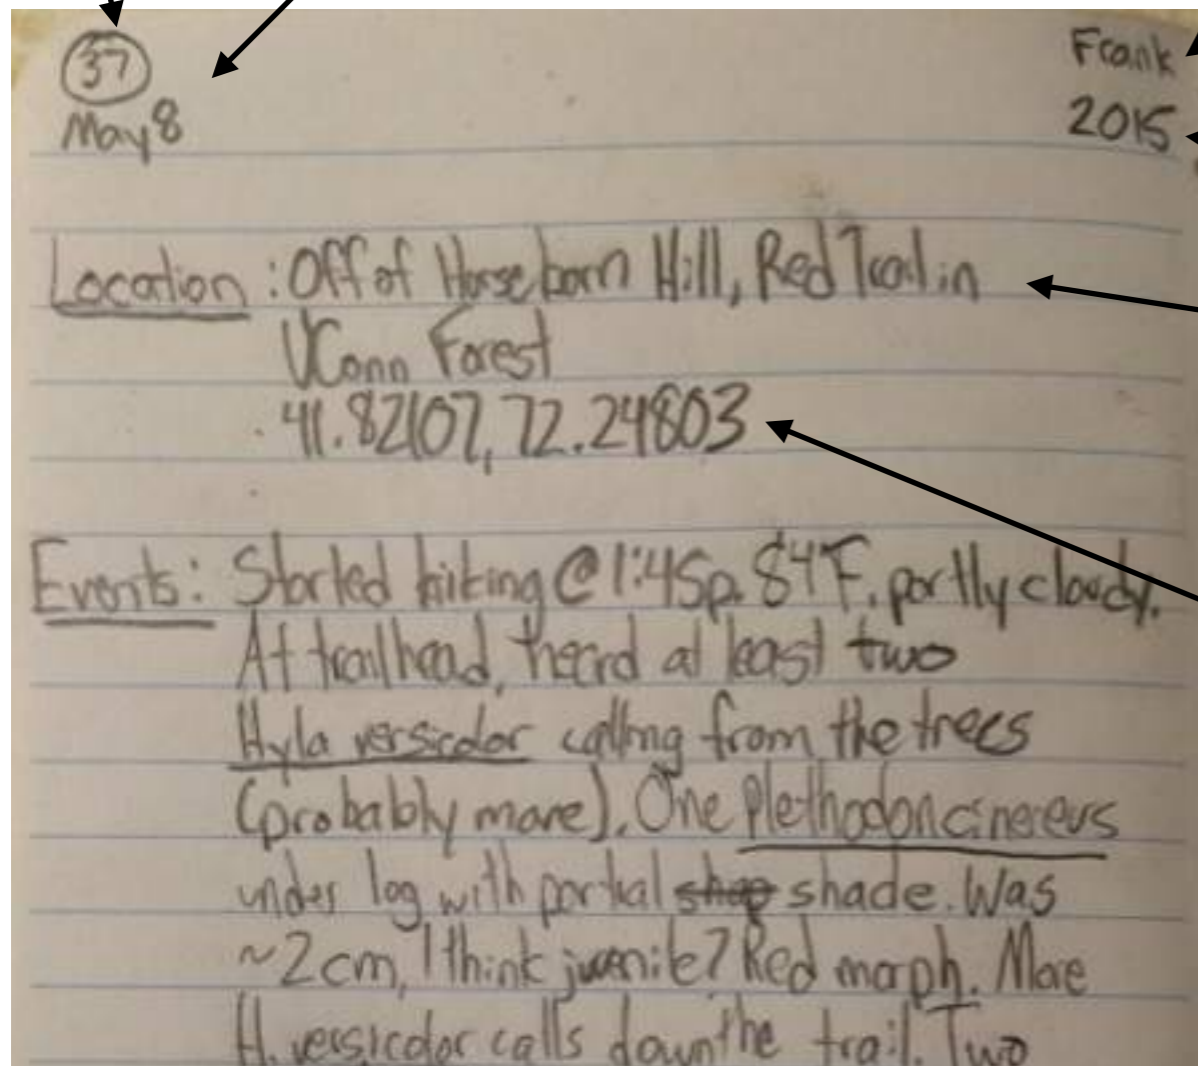 37
May 8
Frank
2015
Location: Off of Horsebarn Hill, Red Trail in
UConn Forest
41.82107, 72.24803
Events: Started hiking @ 1:45p. 84°F, partly cloudy.
At trailhead, heard at least two
Hyla versicolor calling from the trees
(probably more). One Plethodon cinereus
under log with partial shap shade. Was
~2cm, I think juvenile? Red morph. More
H. versicolor calls down the trail. Two